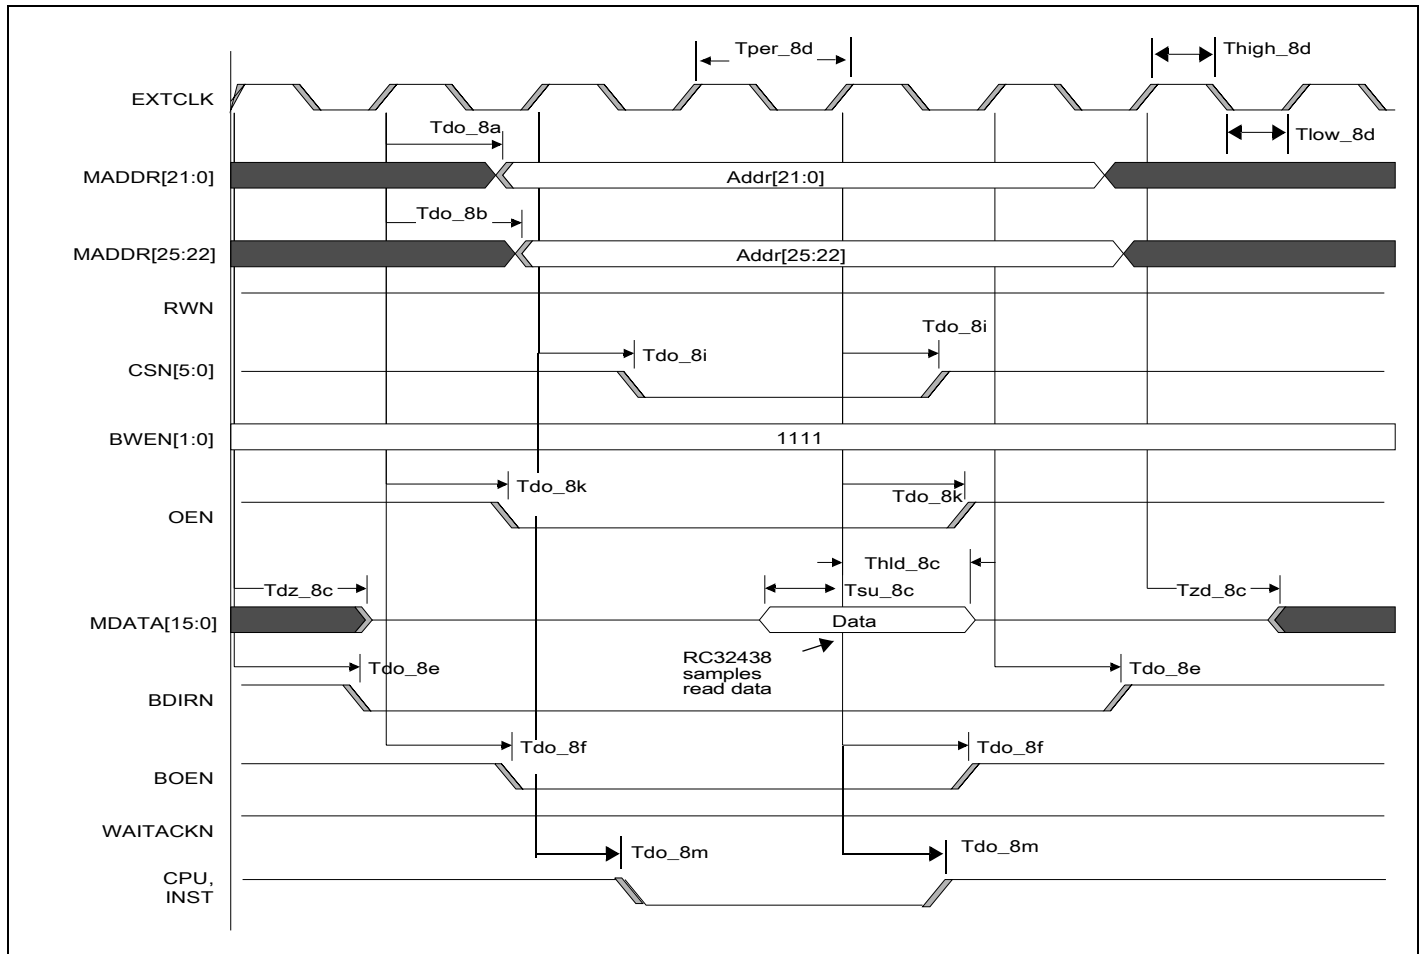 Tper_8d
Thigh_8d
EXTCLK
Tdo_8a
Tlow_8d
MADDR[21:0]
Addr[21:0]
Tdo_8b
MADDR[25:22]
Addr[25:22]
RWN
Tdo_8i
Tdo_8i
CSN[5:0]
BWEN[1:0]
1111
Tdo_8k
Tdo_8k
OEN
Thld_8c
Tdz_8c
Tsu_8c
Tzd_8c
MDATA[15:0]
Data
RC32438
samples
read data
Tdo_8e
Tdo_8e
BDIRN
Tdo_8f
Tdo_8f
BOEN
WAITACKN
Tdo_8m
Tdo_8m
CPU,
INST